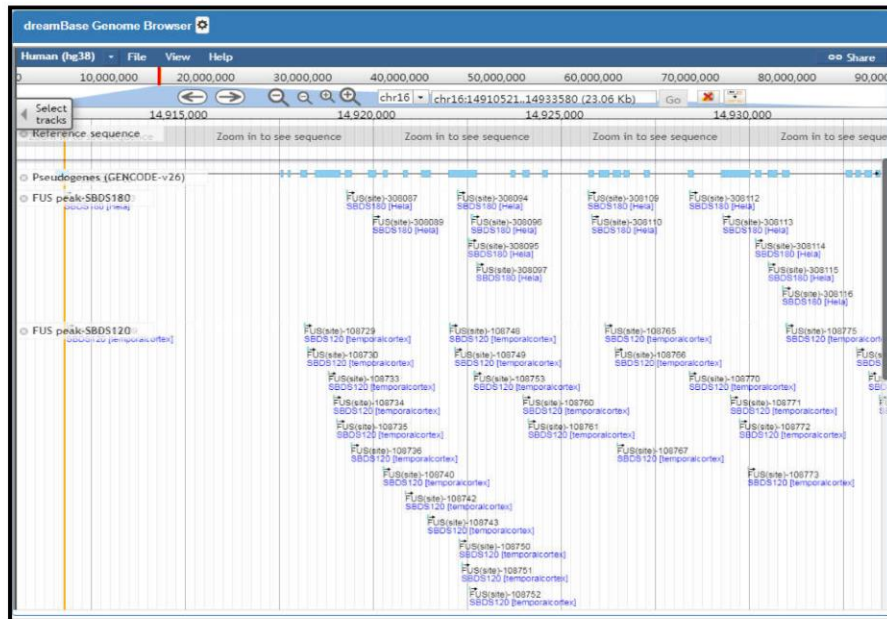 dreamBase Genome Browser
Human (hg38) File View Help Share
0 10,000,000 20,000,000 30,000,000 40,000,000 50,000,000 60,000,000 70,000,000 80,000,000 90,00
chr16 chr16:14910521..14933580 (23.06 Kb) Go
Select
tracks
14,915,000 14,920,000 14,925,000 14,930,000
Reference sequence Zoom in to see sequence Zoom in to see sequence Zoom in to see sequence Zoom in to see seque
Pseudogenes (GENCODE-v26)
FUS peak-SBDS180 FUS(site)-308087 FUS(site)-308094 FUS(site)-308109 FUS(site)-308112
SBDS180 [Hela] SBDS180 [Hela] SBDS180 [Hela] SBDS180 [Hela] SBDS180 [Hela]
FUS(site)-308089 FUS(site)-308096 FUS(site)-308110 FUS(site)-308113
SBDS180 [Hela] SBDS180 [Hela] SBDS180 [Hela] SBDS180 [Hela]
FUS(site)-308095 FUS(site)-308114
SBDS180 [Hela] SBDS180 [Hela]
FUS(site)-308097 FUS(site)-308115
SBDS180 [Hela] SBDS180 [Hela]
FUS(site)-308116
SBDS180 [Hela]
FUS peak-SBDS120 FUS(site)-108729 FUS(site)-108748 FUS(site)-108765 FUS(site)-108775
SBDS120 [temporalcortex] SBDS120 [temporalcortex] SBDS120 [temporalcortex] SBDS120 [temporalcortex] SBDS120 [temporalcortex]
FUS(site)-108730 FUS(site)-108749 FUS(site)-108766 FUS(s
SBDS120 [temporalcortex] SBDS120 [temporalcortex] SBDS120 [temporalcortex] SBDS
FUS(site)-108733 FUS(site)-108753 FUS(site)-108770 FUS
SBDS120 [temporalcortex] SBDS120 [temporalcortex] SBDS120 [temporalcortex]
FUS(site)-108734 FUS(site)-108760 FUS(site)-108771
SBDS120 [temporalcortex] SBDS120 [temporalcortex] SBDS120 [temporalcortex]
FUS(site)-108735 FUS(site)-108761 FUS(site)-108772
SBDS120 [temporalcortex] SBDS120 [temporalcortex] SBDS120 [temporalcortex]
FUS(site)-108736 FUS(site)-108767
SBDS120 [temporalcortex] SBDS120 [temporalcortex]
FUS(site)-108740 FUS(site)-108773
SBDS120 [temporalcortex] SBDS120 [temporalcortex]
FUS(site)-108742
SBDS120 [temporalcortex]
FUS(site)-108743
SBDS120 [temporalcortex]
FUS(site)-108750
SBDS120 [temporalcortex]
FUS(site)-108751
SBDS120 [temporalcortex]
FUS(site)-108752
SBDS120 [temporalcortex]